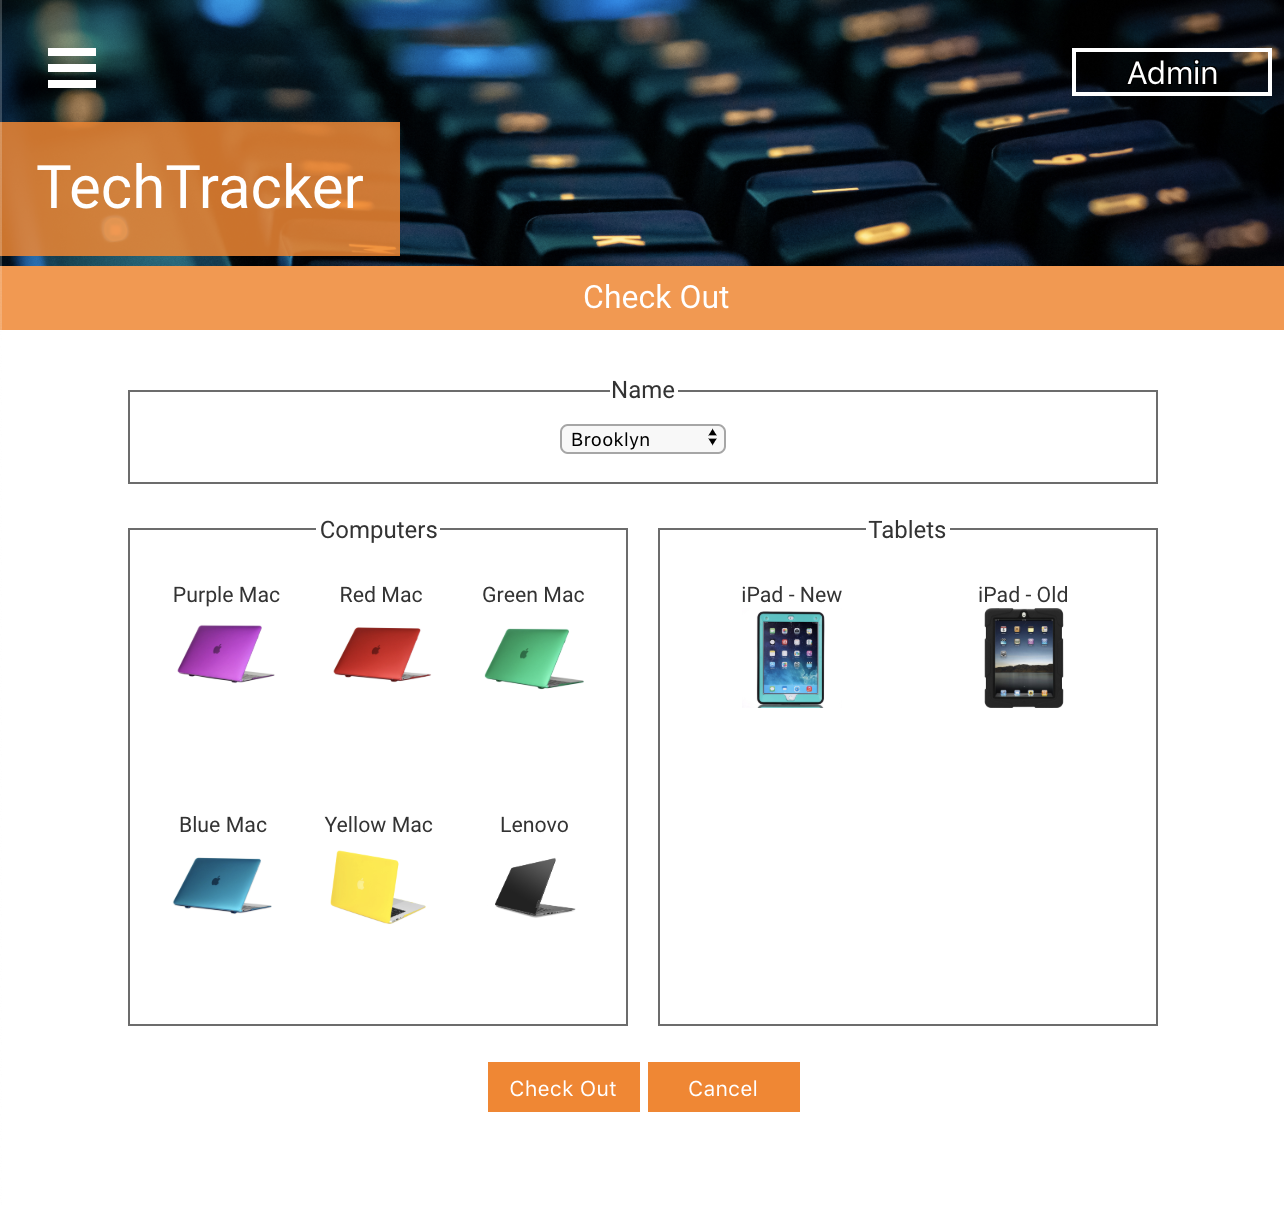 Admin
TechTracker
Check Out
Name
Brooklyn
Computers
Tablets
Purple Mac Red Mac Green Mac
iPad - New iPad - Old
Blue Mac Yellow Mac Lenovo
Check Out Cancel